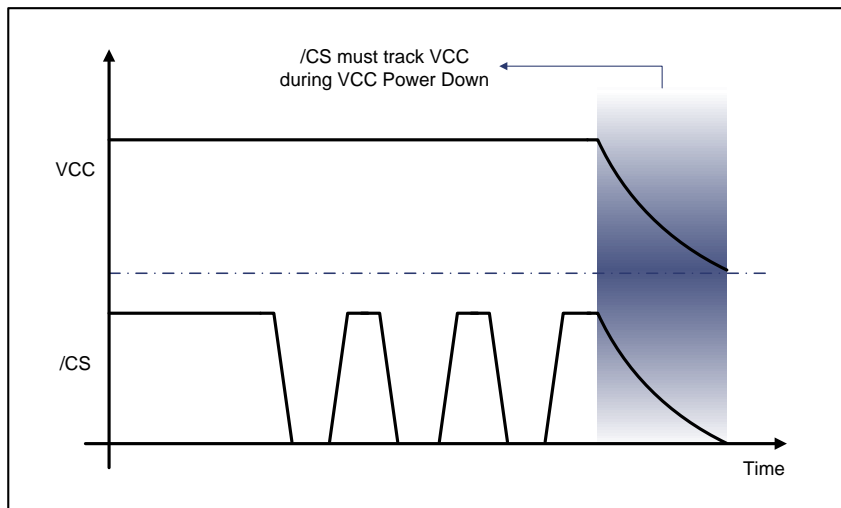 /CS must track VCC
during VCC Power Down
VCC
/CS
Time